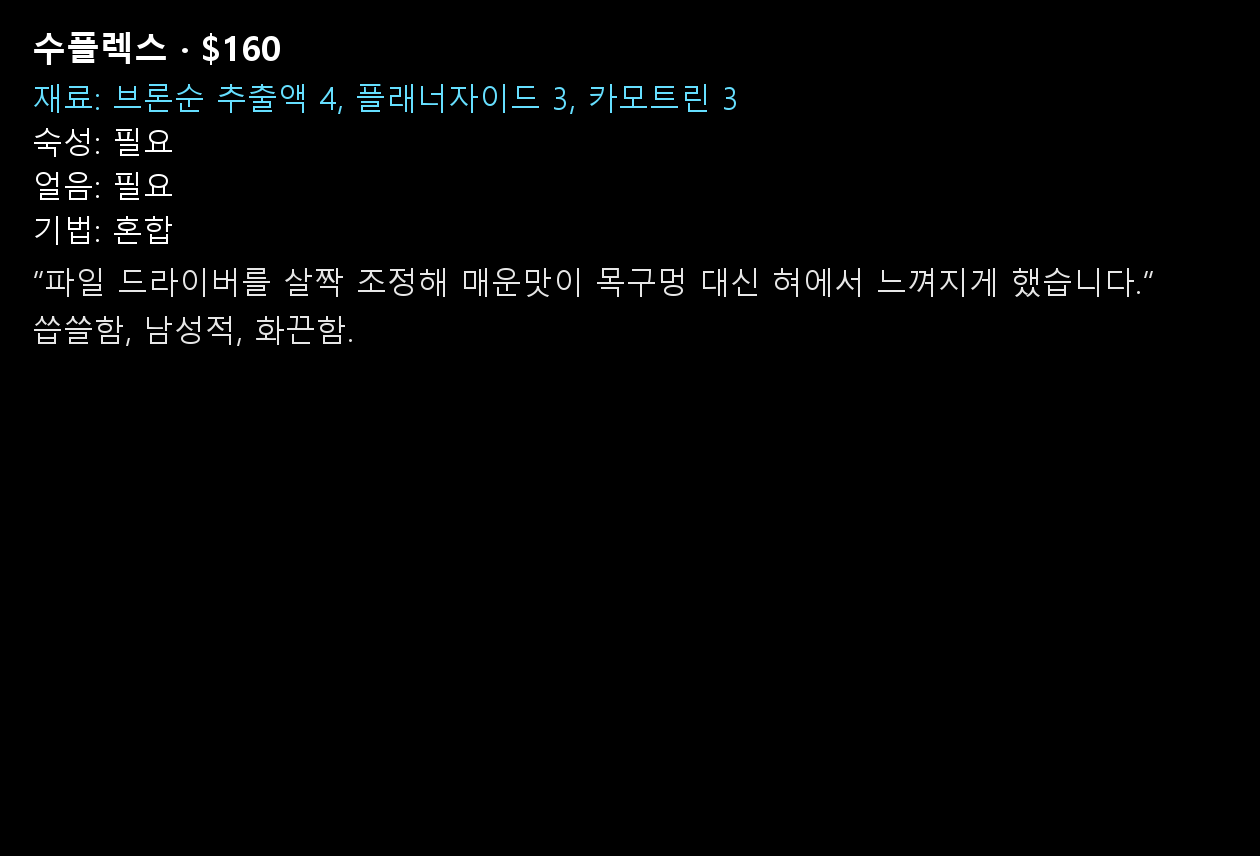 수플렉스 · $160
재료: 브론슨 추출액 4, 플래너자이드 3, 카모트린 3
숙성: 필요
얼음: 필요
기법: 혼합
"파일 드라이버를 살짝 조정해 매운맛이 목구멍 대신 혀에서 느껴지게 했습니다."
씁쓸함, 남성적, 화끈함.